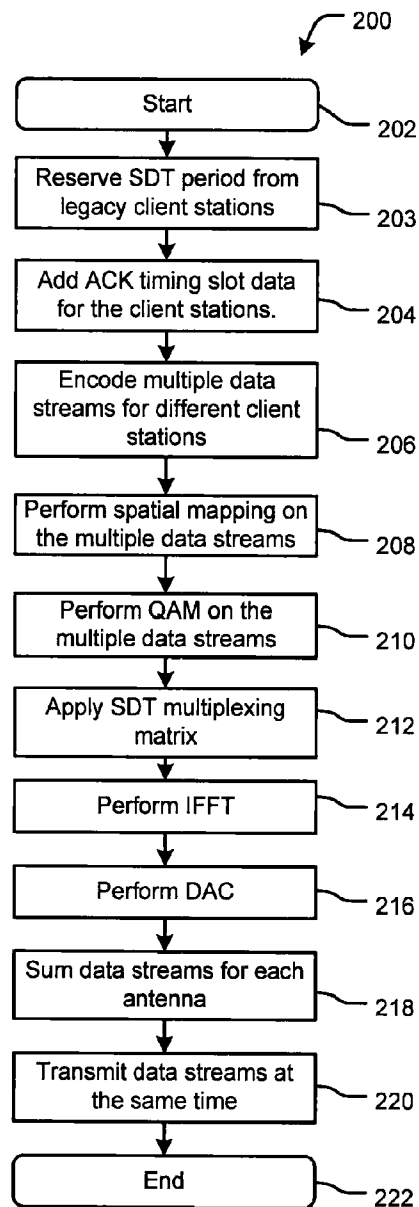 200
Start
202
Reserve SDT period from
legacy client stations
203
Add ACK timing slot data
for the client stations.
204
Encode multiple data
streams for different client
stations
206
Perform spatial mapping on
the multiple data streams
208
Perform QAM on the
multiple data streams
210
Apply SDT multiplexing
matrix
212
Perform IFFT
214
Perform DAC
216
Sum data streams for each
antenna
218
Transmit data streams at
the same time
220
End
222